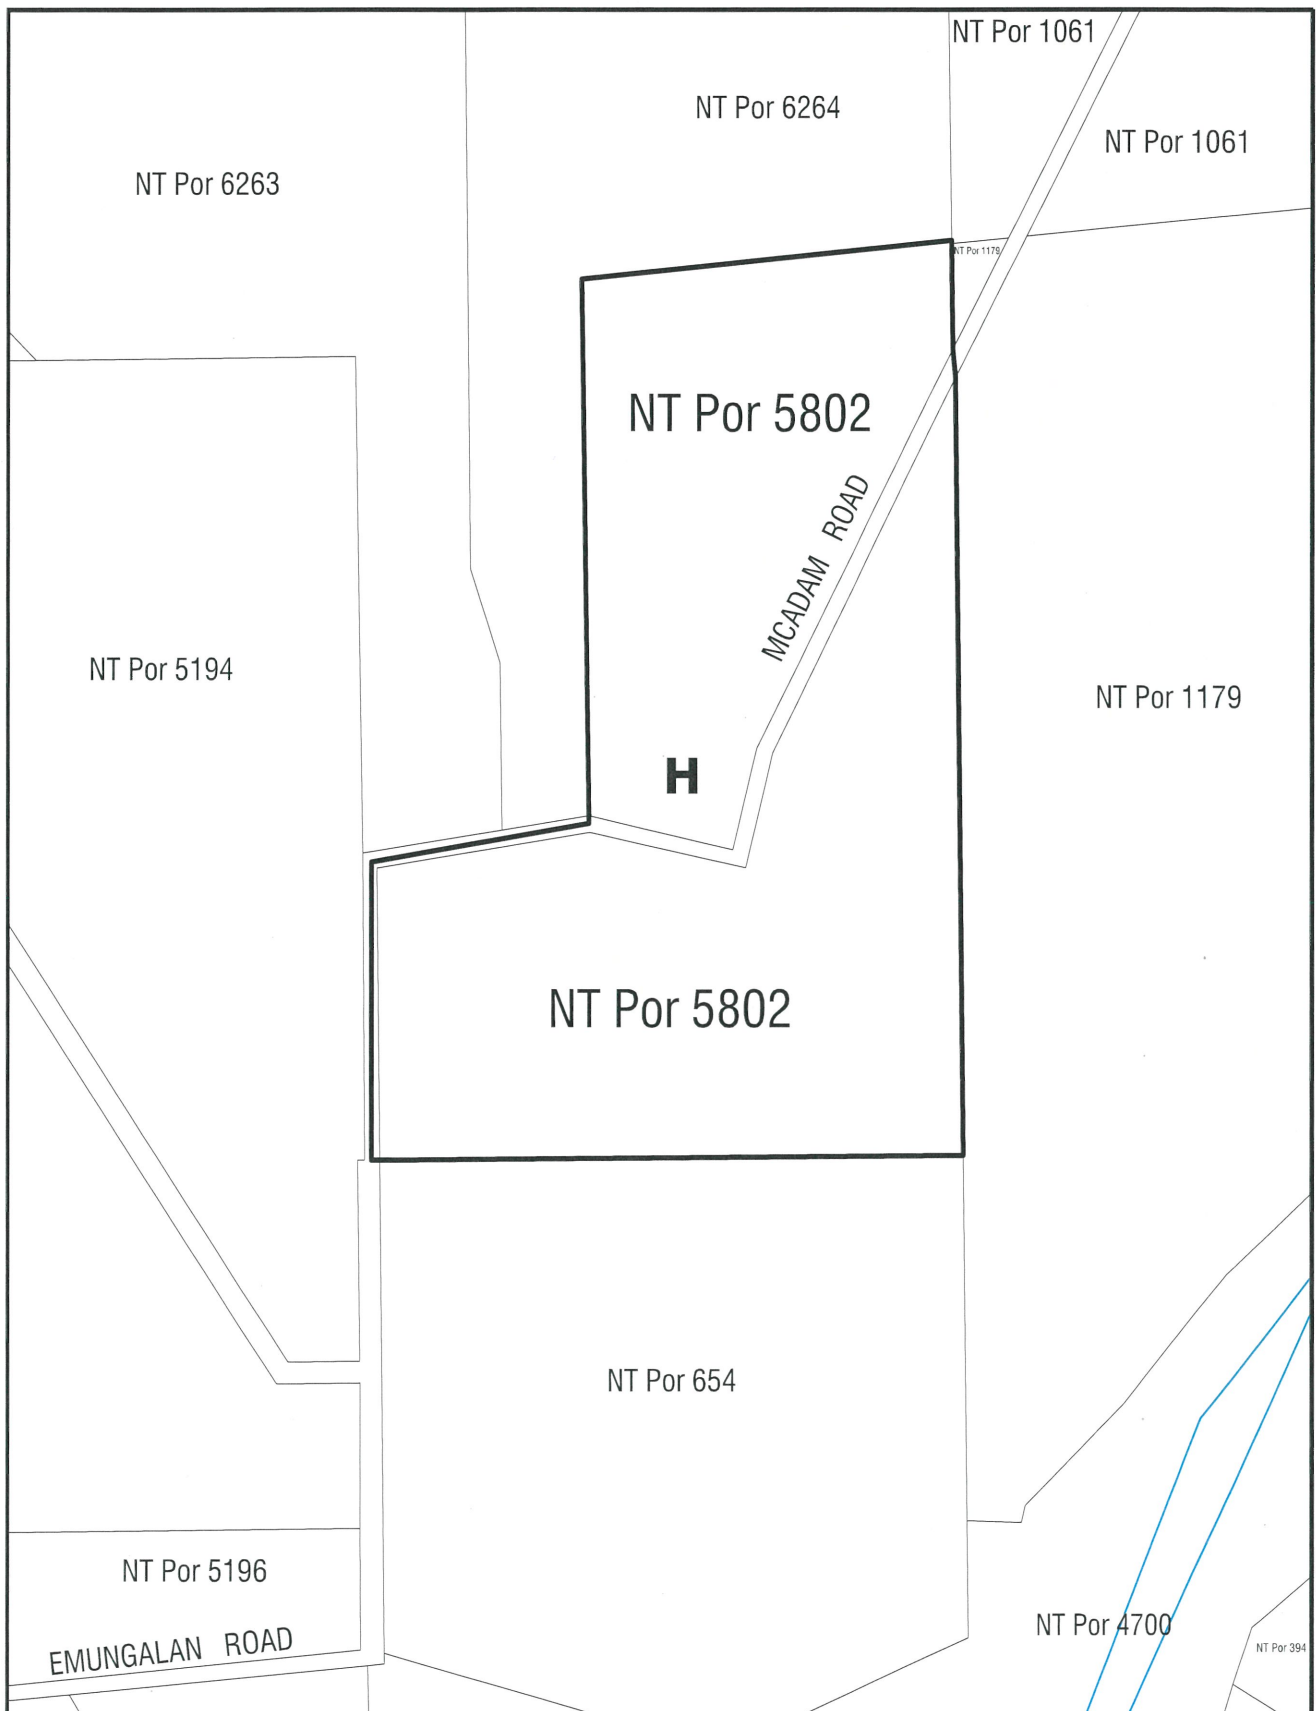 NT Por 1061
NT Por 6264
NT Por 1061
NT Por 6263
NT Por 1179
NT Por 5802
MCADAM ROAD
NT Por 5194
NT Por 1179
H
NT Por 5802
NT Por 654
NT Por 5196
NT Por 4700
EMUNGALAN ROAD
NT Por 394